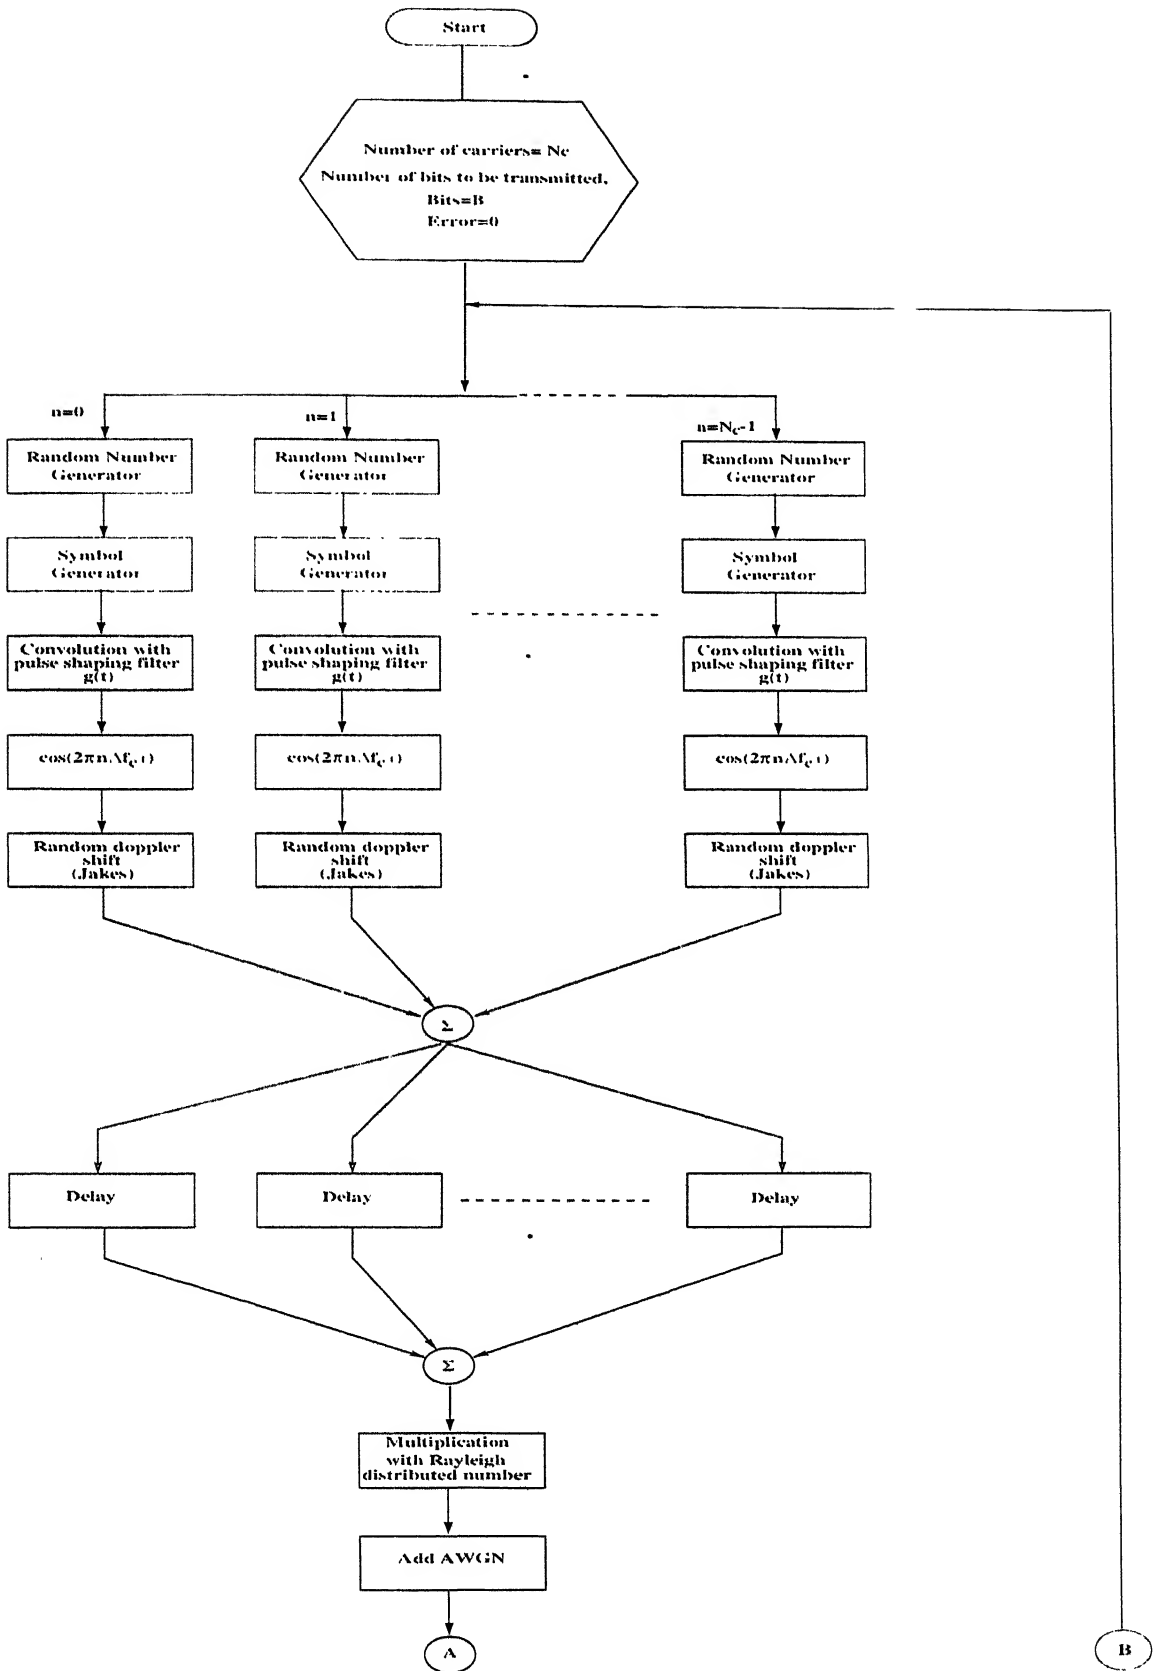 Start
Number of carriers= Nc
Number of bits to be transmitted,
Bits=B
Error=0
n=0
n=1
n=Nc-1
Random Number
Generator
Random Number
Generator
Random Number
Generator
Symbol
Generator
Symbol
Generator
Symbol
Generator
Convolution with
pulse shaping filter
g(t)
Convolution with
pulse shaping filter
g(t)
Convolution with
pulse shaping filter
g(t)
cos(2πnΔfct)
cos(2πnΔfct)
cos(2πnΔfct)
Random doppler
shift
(Jakes)
Random doppler
shift
(Jakes)
Random doppler
shift
(Jakes)
Σ
Delay
Delay
Delay
Σ
Multiplication
with Rayleigh
distributed number
Add AWGN
A
B